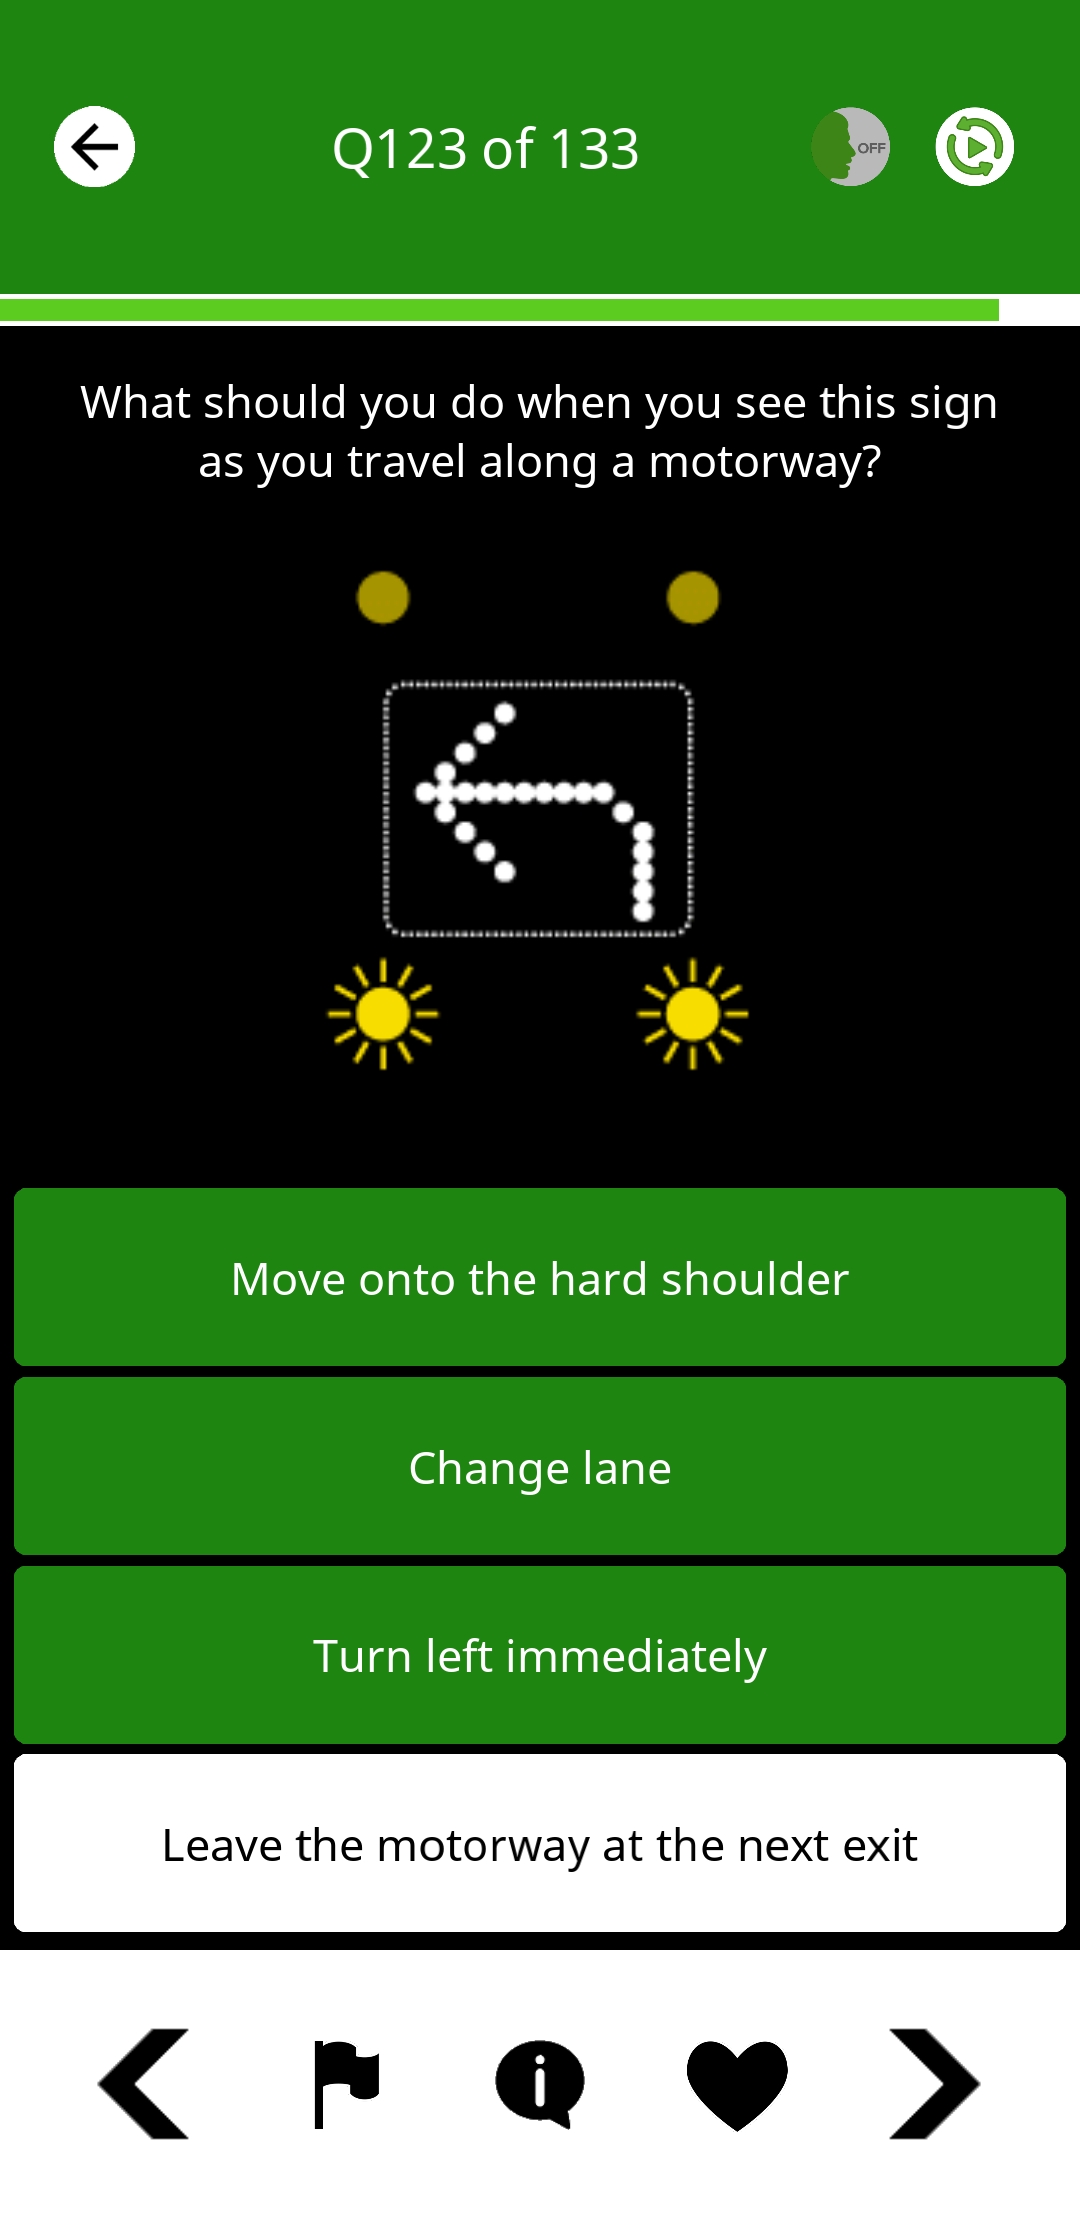 Q123 of 133
OFF
What should you do when you see this sign
as you travel along a motorway?
Move onto the hard shoulder
Change lane
Turn left immediately
Leave the motorway at the next exit